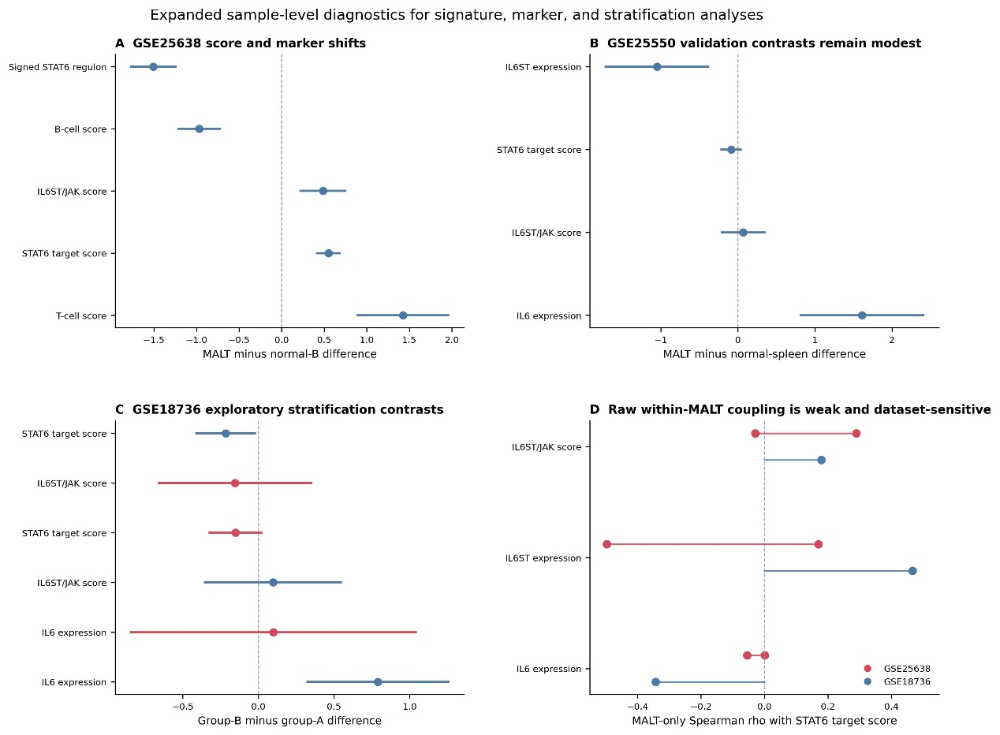 Expanded sample-level diagnostics for signature, marker, and stratification analyses
A GSE25638 score and marker shifts
Signed STAT6 regulon
B-cell score
IL6ST/JAK score
STAT6 target score
T-cell score
−1.5 −1.0 −0.5 0.0 0.5 1.0 1.5 2.0
MALT minus normal-B difference
B GSE25550 validation contrasts remain modest
IL6ST expression
STAT6 target score
IL6ST/JAK score
IL6 expression
−1 0 1 2
MALT minus normal-spleen difference
C GSE18736 exploratory stratification contrasts
STAT6 target score
IL6ST/JAK score
STAT6 target score
IL6ST/JAK score
IL6 expression
IL6 expression
−0.5 0.0 0.5 1.0
Group-B minus group-A difference
D Raw within-MALT coupling is weak and dataset-sensitive
IL6ST/JAK score
IL6ST expression
IL6 expression
GSE25638
GSE18736
−0.4 −0.2 0.0 0.2 0.4
MALT-only Spearman rho with STAT6 target score